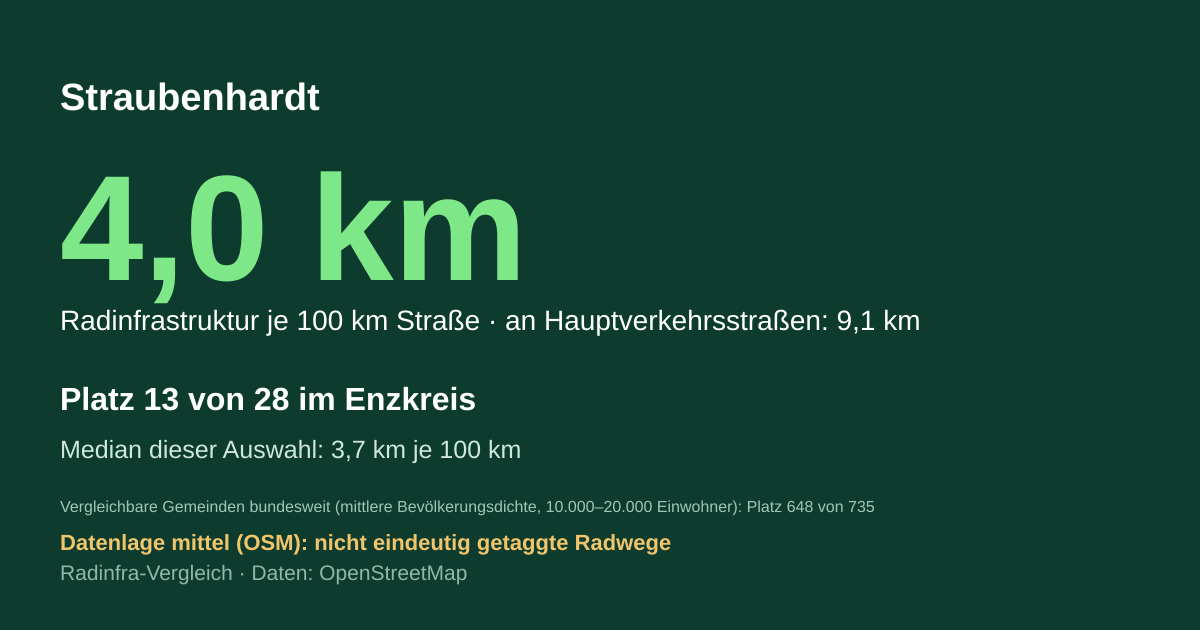 Straubenhardt
4,0 km
Radinfrastruktur je 100 km Straße · an Hauptverkehrsstraßen: 9,1 km
Platz 13 von 28 im Enzkreis
Median dieser Auswahl: 3,7 km je 100 km
Vergleichbare Gemeinden bundesweit (mittlere Bevölkerungsdichte, 10.000–20.000 Einwohner): Platz 648 von 735
Datenlage mittel (OSM): nicht eindeutig getaggte Radwege
Radinfra-Vergleich · Daten: OpenStreetMap